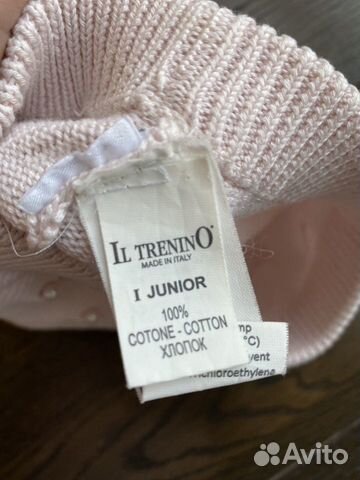 IL TRENINO
MADE IN ITALY
I JUNIOR
100%
COTONE - COTTON
ХЛОПОК
°C)
Avito